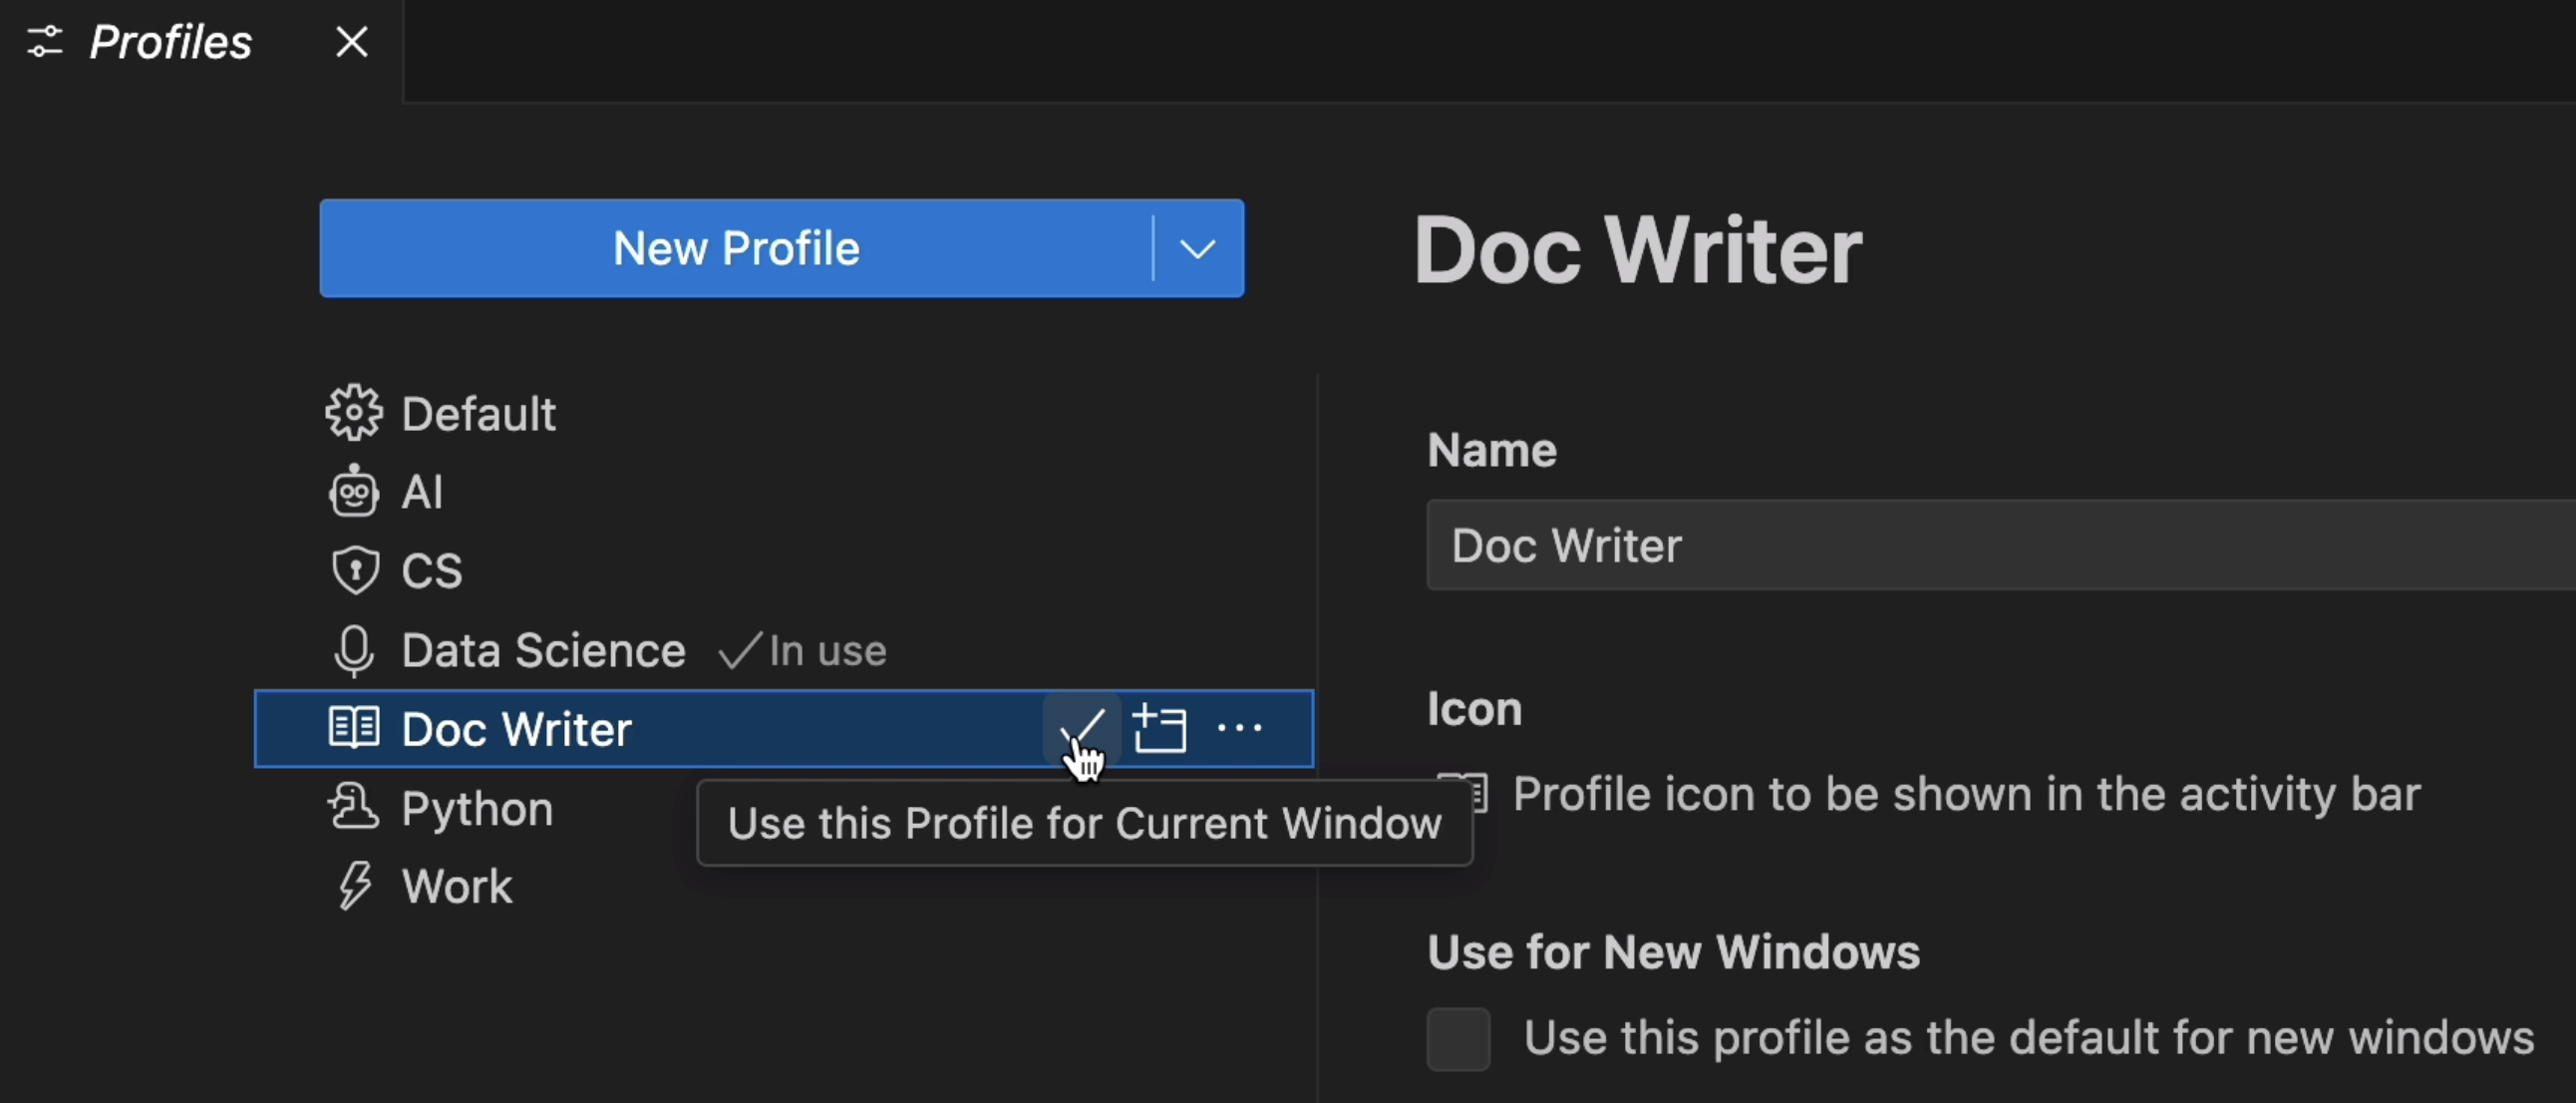 Profiles
New Profile
Default
AI
CS
Data Science In use
Doc Writer
Python
Work
Use this Profile for Current Window
Doc Writer
Name
Doc Writer
Icon
Profile icon to be shown in the activity bar
Use for New Windows
Use this profile as the default for new windows